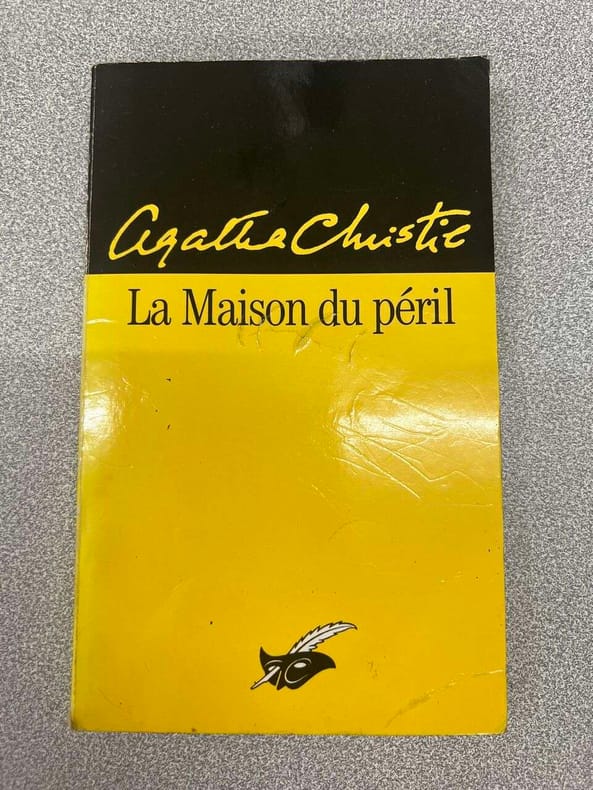 Agatha Christie
La Maison du péril